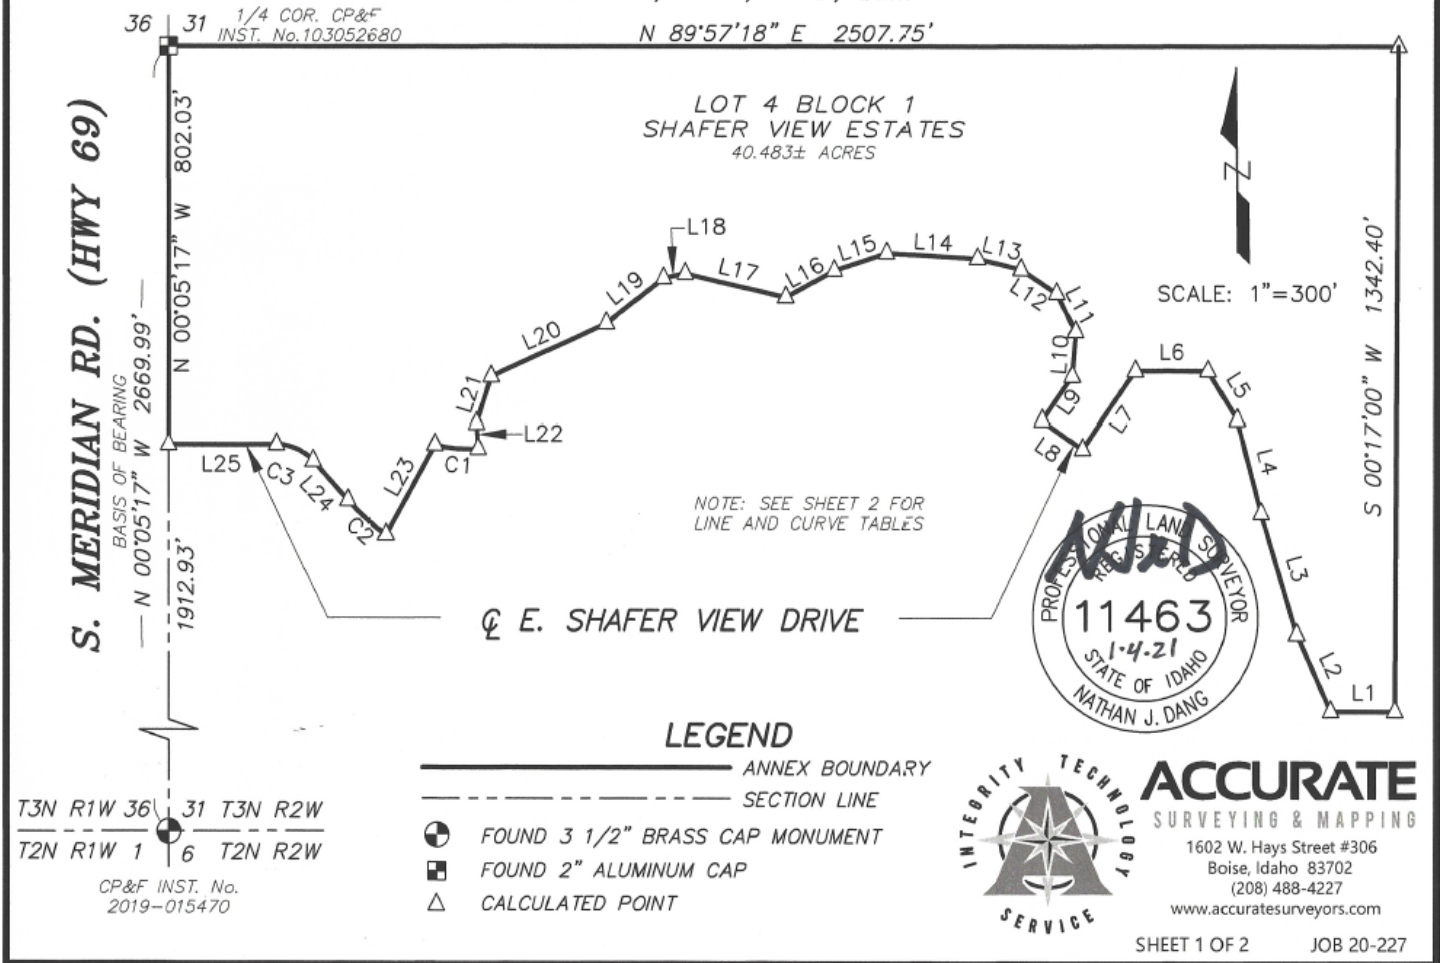 36 31
1/4 COR. CP&F
INST. No.103052680
N 89°57'18" E 2507.75'
LOT 4 BLOCK 1
SHAFER VIEW ESTATES
40.483± ACRES
S. MERIDIAN RD. (HWY 69)
BASIS OF BEARING
N 00°05'17" W 2669.99'
N 00°05'17" W 802.03'
1912.93'
N
SCALE: 1"=300'
S 00°17'00" W 1342.40'
L18
L19
L17
L16
L15
L14
L13
L12
L11
L10
L9
L8
L7
L6
L5
L4
L3
L2
L1
L20
L21
L22
C1
L23
C2
L24
C3
L25
NOTE: SEE SHEET 2 FOR
LINE AND CURVE TABLES
℄ E. SHAFER VIEW DRIVE
PROFESSIONAL LAND SURVEYOR
REGISTERED
11463
1·4·21
STATE OF IDAHO
NATHAN J. DANG
LEGEND
ANNEX BOUNDARY
SECTION LINE
FOUND 3 1/2" BRASS CAP MONUMENT
FOUND 2" ALUMINUM CAP
CALCULATED POINT
T3N R1W 36 31 T3N R2W
T2N R1W 1 6 T2N R2W
CP&F INST. No.
2019-015470
INTEGRITY TECHNOLOGY
SERVICE
ACCURATE
SURVEYING & MAPPING
1602 W. Hays Street #306
Boise, Idaho 83702
(208) 488-4227
www.accuratesurveyors.com
SHEET 1 OF 2 JOB 20-227